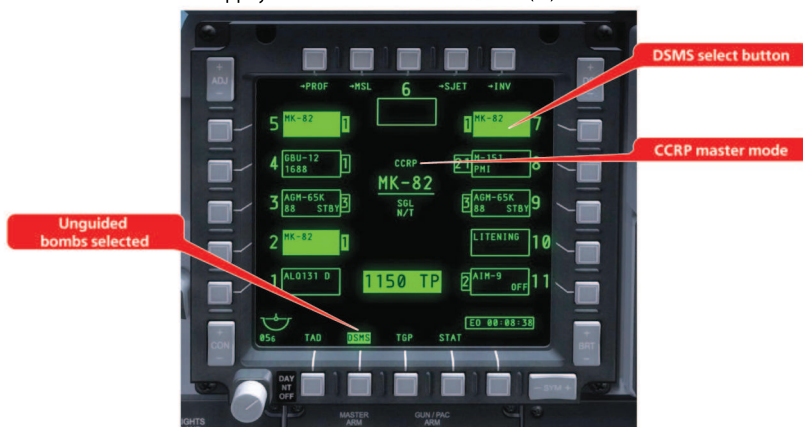 DSMS select button
CCRP master mode
Unguided
bombs selected
ADJ
→PROF →MSL 6 →SJET →INV
5 MK-82 1
1 MK-82 7
4 GBU-12 1
1688
CCRP
21 M-151 8
PMI
MK-82
SGL
N/T
3 AGM-65K 3
88 STBY
3 AGM-65K 9
88 STBY
2 MK-82 1
LITENING 10
1 ALQ131 D
1150 TP
2 AIM-9 11
OFF
EO 00:08:38
056 TAD DSMS TGP STAT
CON
BRT
DAY
NT
OFF
- SYM +
MASTER
ARM
GUN / PAC
ARM
IGHTS